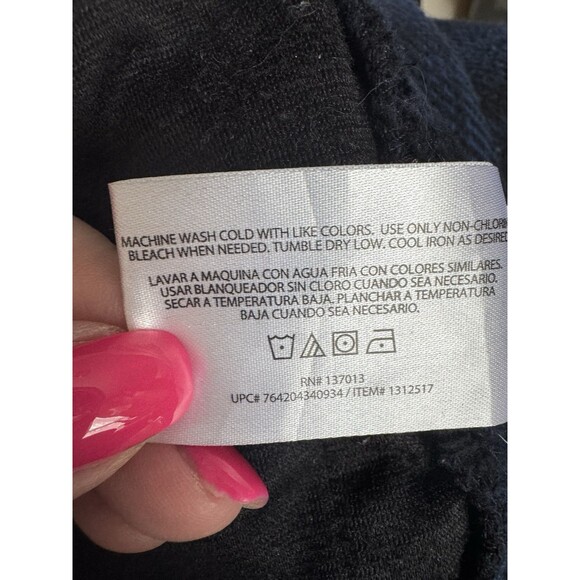 MACHINE WASH COLD WITH LIKE COLORS. USE ONLY NON-CHLORIN
BLEACH WHEN NEEDED. TUMBLE DRY LOW. COOL IRON AS DESIRED
LAVAR A MAQUINA CON AGUA FRIA CON COLORES SIMILARES.
USAR BLANQUEADOR SIN CLORO CUANDO SEA NECESARIO.
SECAR A TEMPERATURA BAJA. PLANCHAR A TEMPERATURA
BAJA CUANDO SEA NECESARIO.
RN# 137013
UPC# 764204340934 / ITEM# 1312517